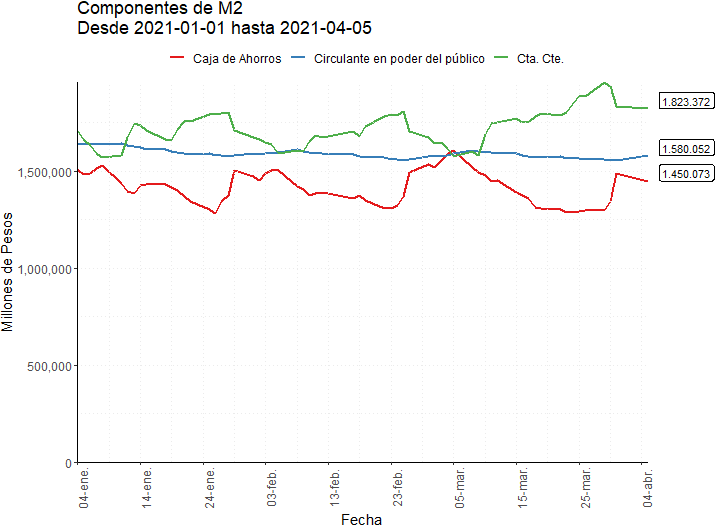 Componentes de M2
Desde 2021-01-01 hasta 2021-04-05
Caja de Ahorros Circulante en poder del público Cta. Cte.
Millones de Pesos
1,500,000
1,000,000
500,000
0
1.823.372
1.580.052
1.450.073
04-ene. 14-ene. 24-ene. 03-feb. 13-feb. 23-feb. 05-mar. 15-mar. 25-mar. 04-abr.
Fecha